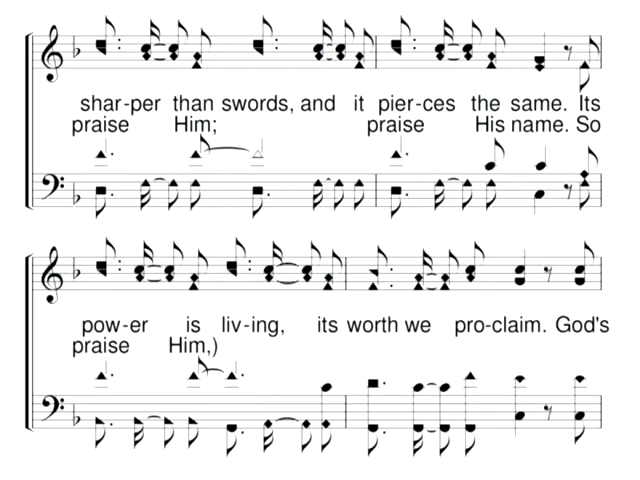 shar-per than swords, and it pier-ces the same. Its
praise Him; praise His name. So
pow-er is liv-ing, its worth we pro-claim. God's
praise Him,)